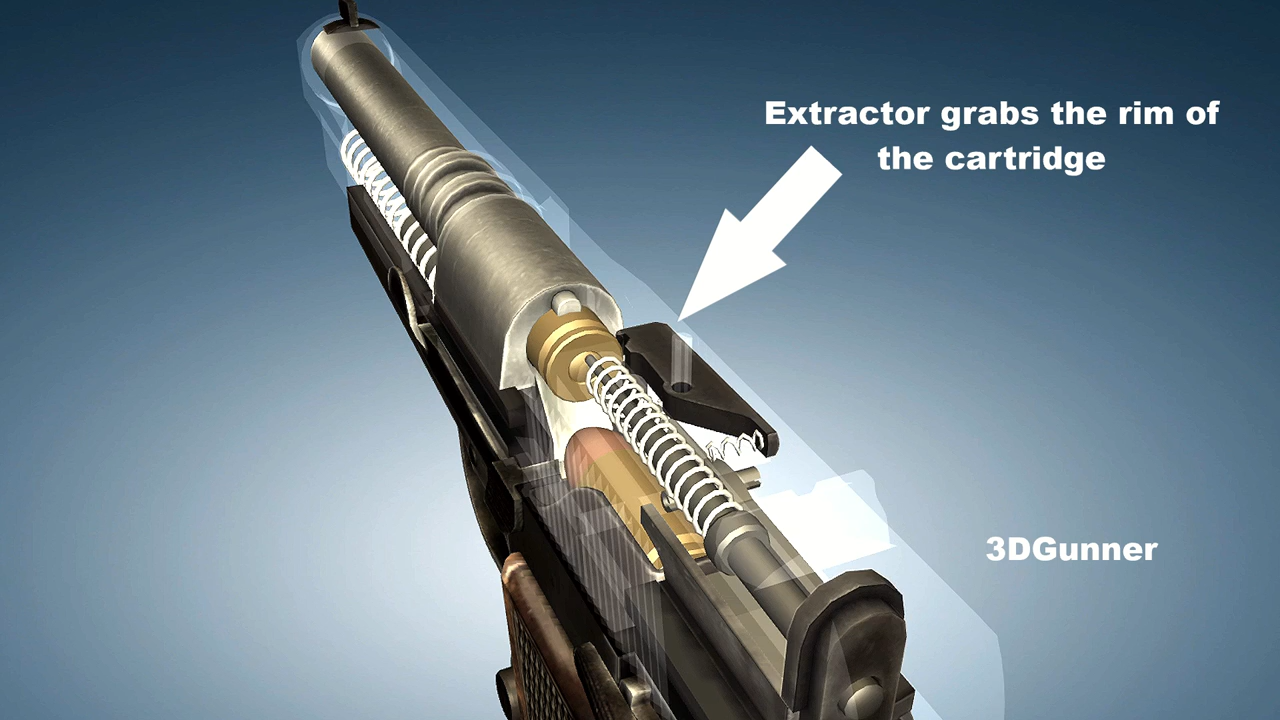 Extractor grabs the rim of
the cartridge
3DGunner